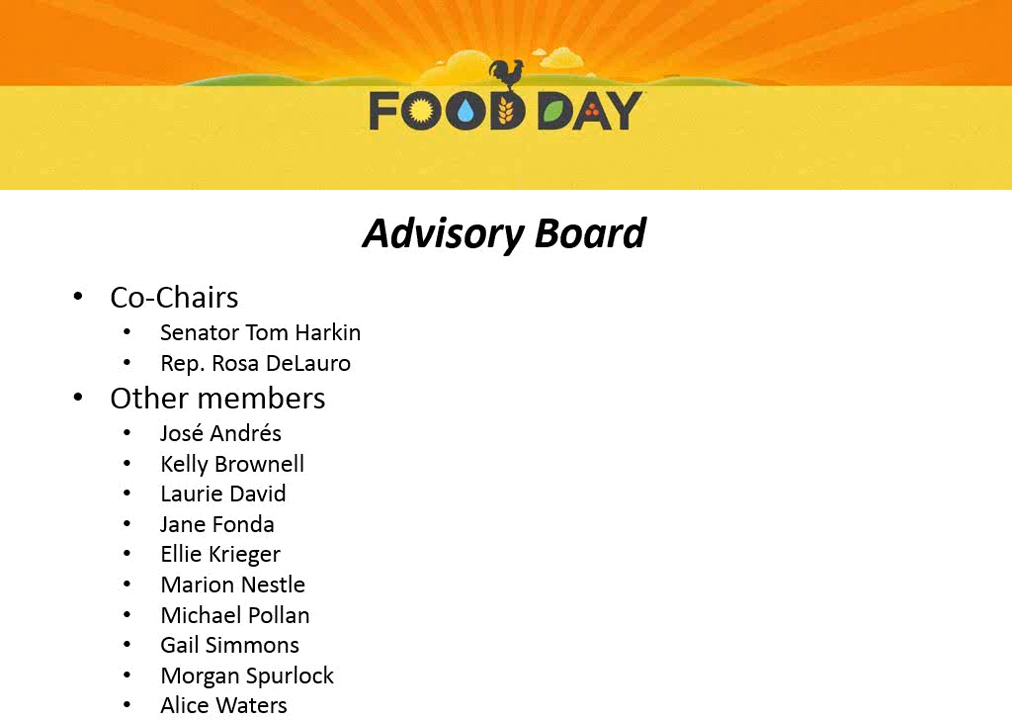 FOOD DAY
Advisory Board
• Co-Chairs
• Senator Tom Harkin
• Rep. Rosa DeLauro
• Other members
• José Andrés
• Kelly Brownell
• Laurie David
• Jane Fonda
• Ellie Krieger
• Marion Nestle
• Michael Pollan
• Gail Simmons
• Morgan Spurlock
• Alice Waters